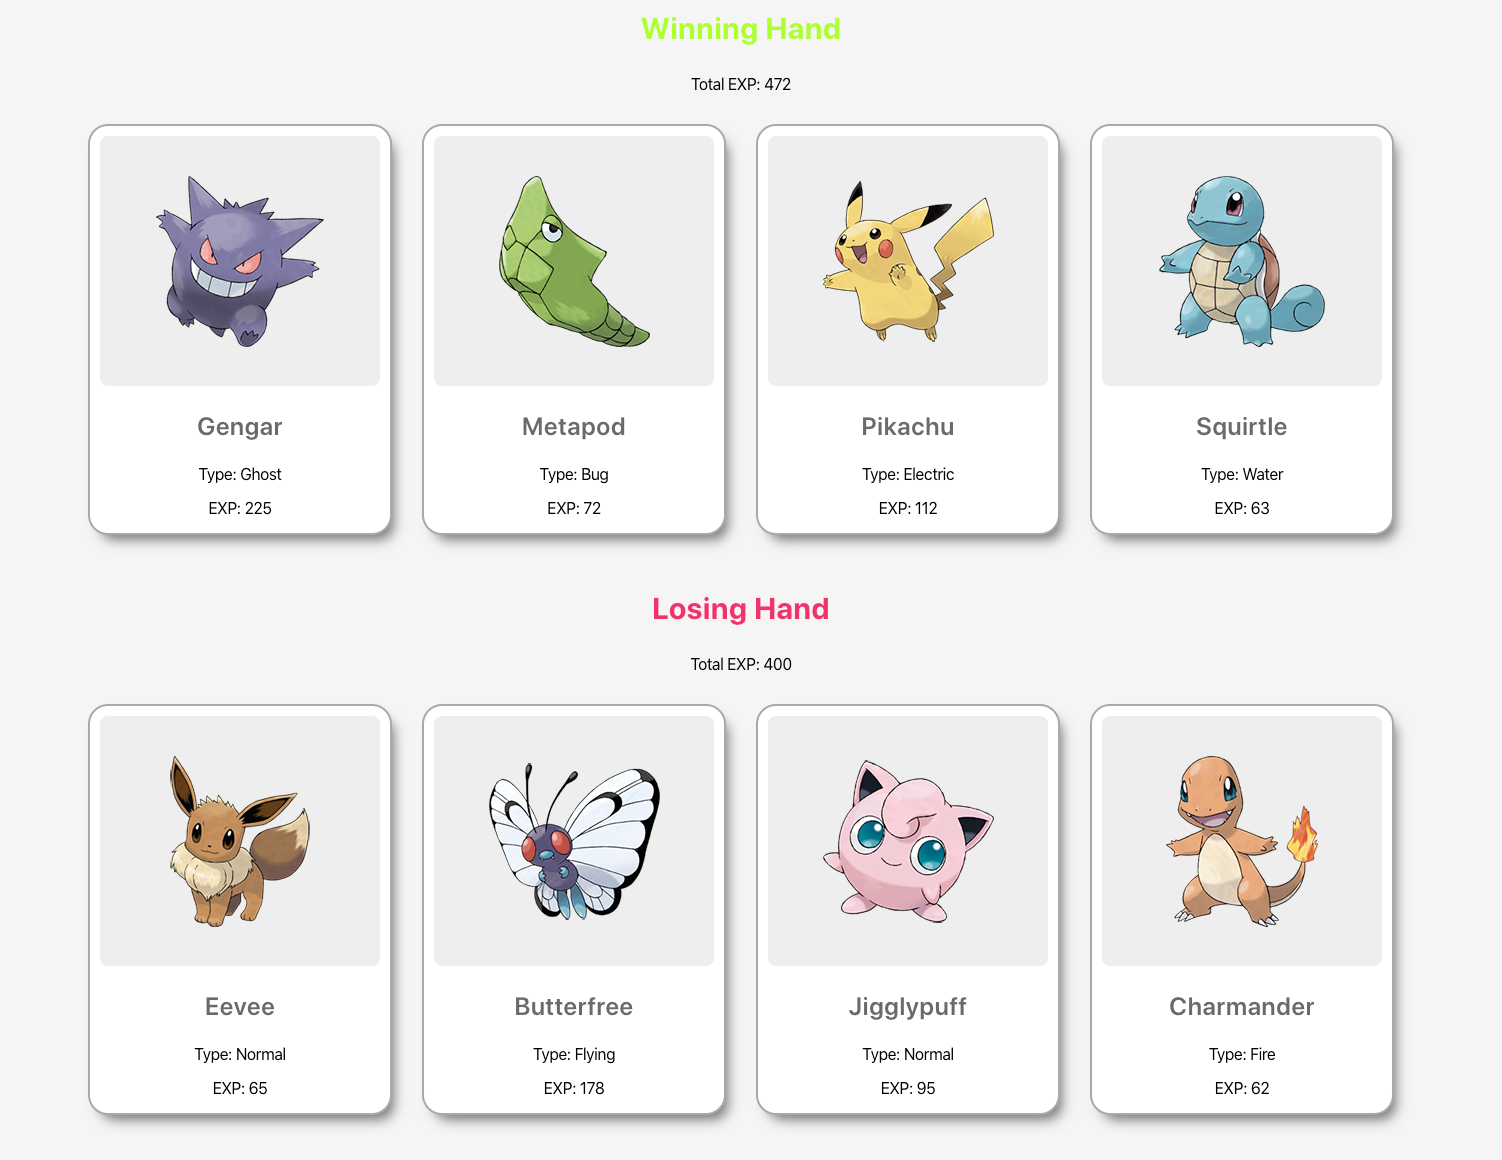 Winning Hand
Total EXP: 472
Gengar
Type: Ghost
EXP: 225
Metapod
Type: Bug
EXP: 72
Pikachu
Type: Electric
EXP: 112
Squirtle
Type: Water
EXP: 63
Losing Hand
Total EXP: 400
Eevee
Type: Normal
EXP: 65
Butterfree
Type: Flying
EXP: 178
Jigglypuff
Type: Normal
EXP: 95
Charmander
Type: Fire
EXP: 62